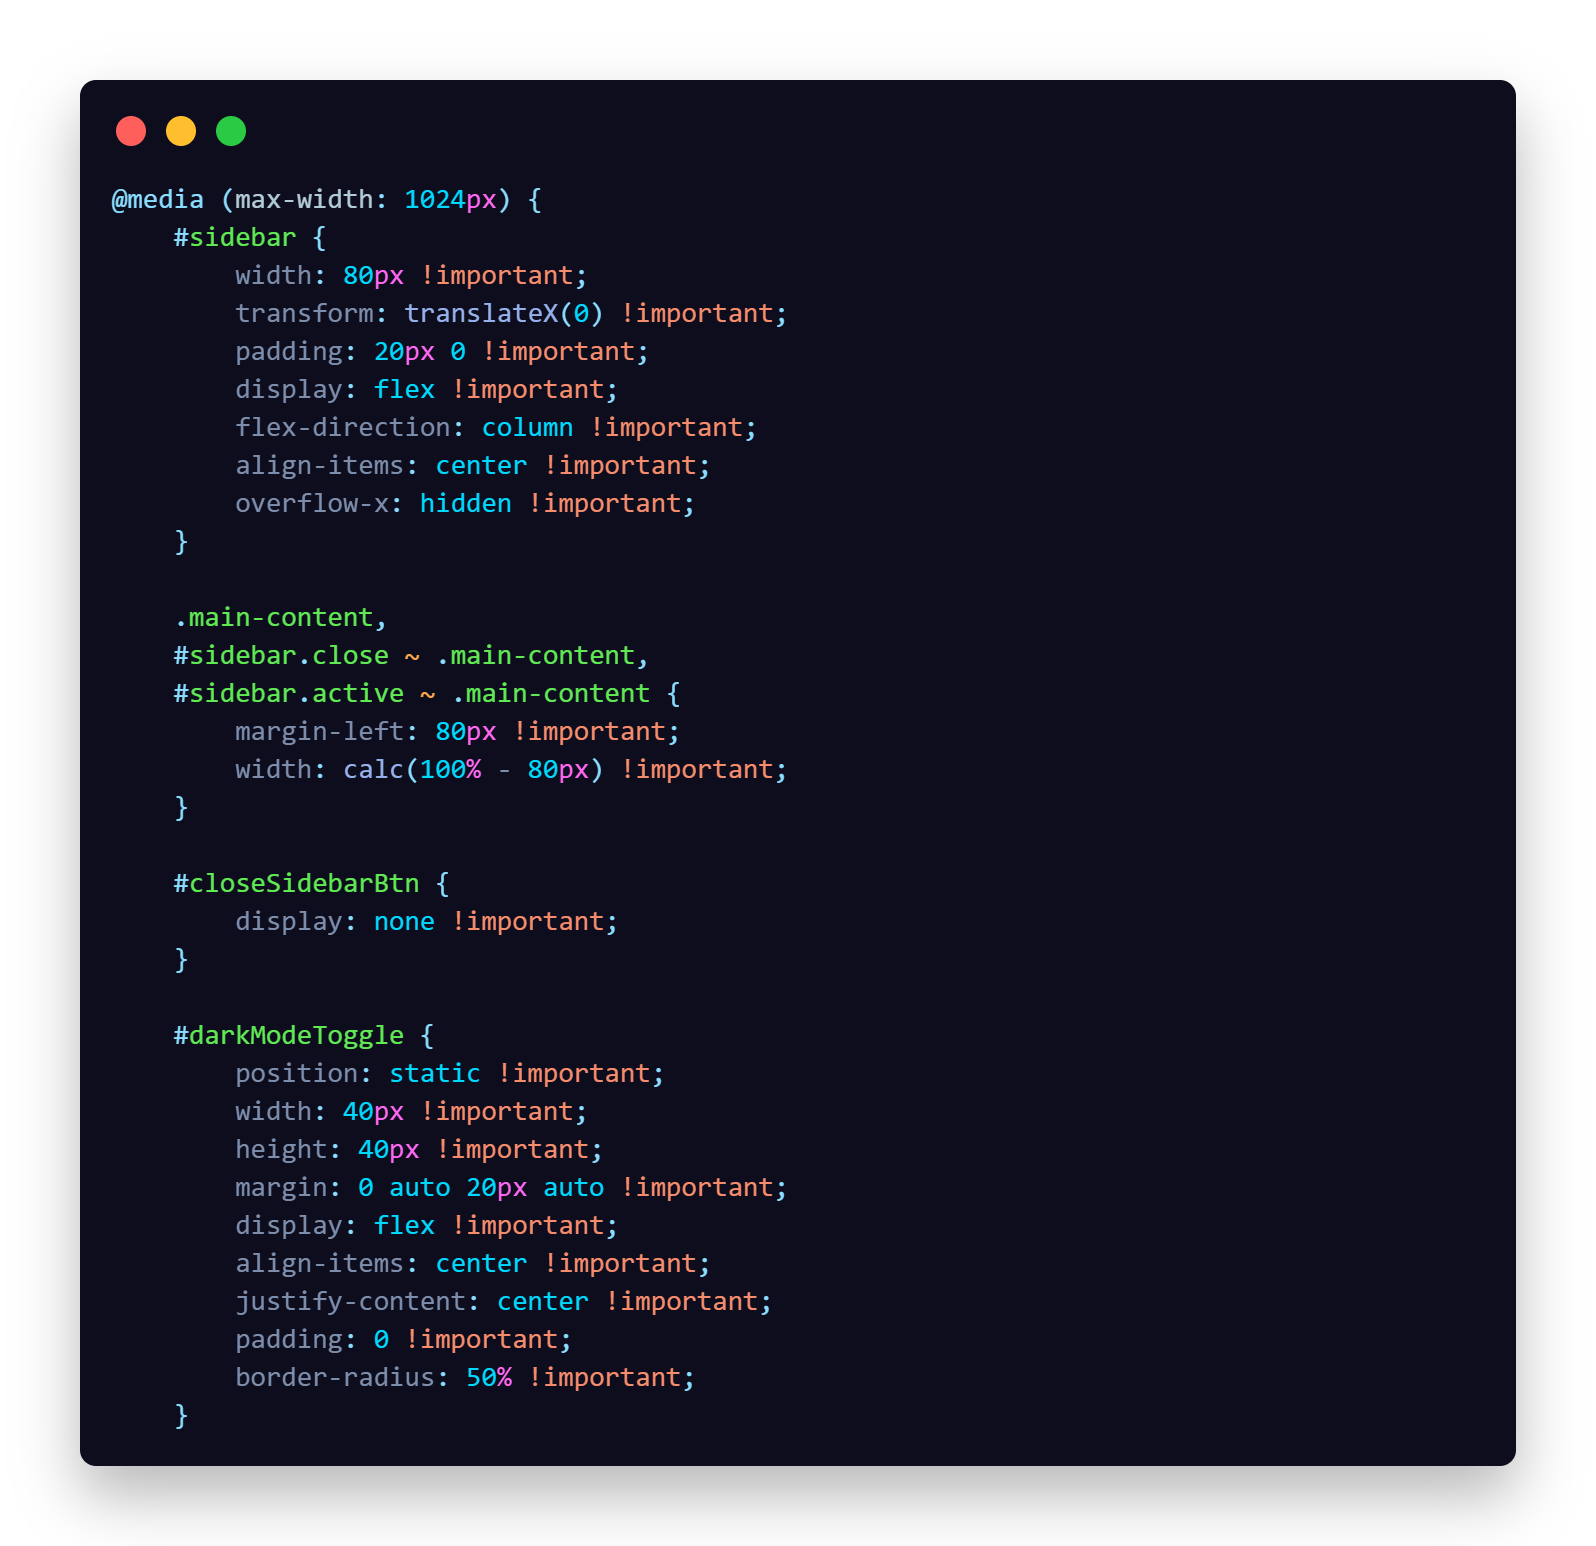 @media (max-width: 1024px) {
    #sidebar {
        width: 80px !important;
        transform: translateX(0) !important;
        padding: 20px 0 !important;
        display: flex !important;
        flex-direction: column !important;
        align-items: center !important;
        overflow-x: hidden !important;
    }

    .main-content,
    #sidebar.close ~ .main-content,
    #sidebar.active ~ .main-content {
        margin-left: 80px !important;
        width: calc(100% - 80px) !important;
    }

    #closeSidebarBtn {
        display: none !important;
    }

    #darkModeToggle {
        position: static !important;
        width: 40px !important;
        height: 40px !important;
        margin: 0 auto 20px auto !important;
        display: flex !important;
        align-items: center !important;
        justify-content: center !important;
        padding: 0 !important;
        border-radius: 50% !important;
    }